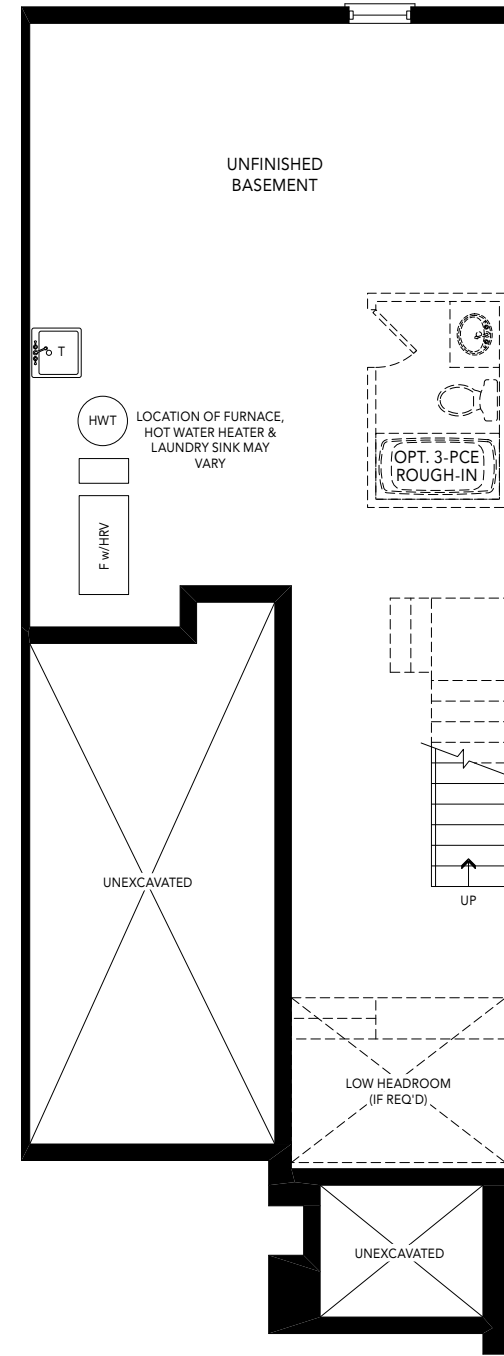 UNFINISHED
BASEMENT
T
HWT
LOCATION OF FURNACE,
HOT WATER HEATER &
LAUNDRY SINK MAY
VARY
OPT. 3-PCE
ROUGH-IN
F w/HRV
UNEXCAVATED
UP
LOW HEADROOM
(IF REQ'D)
UNEXCAVATED